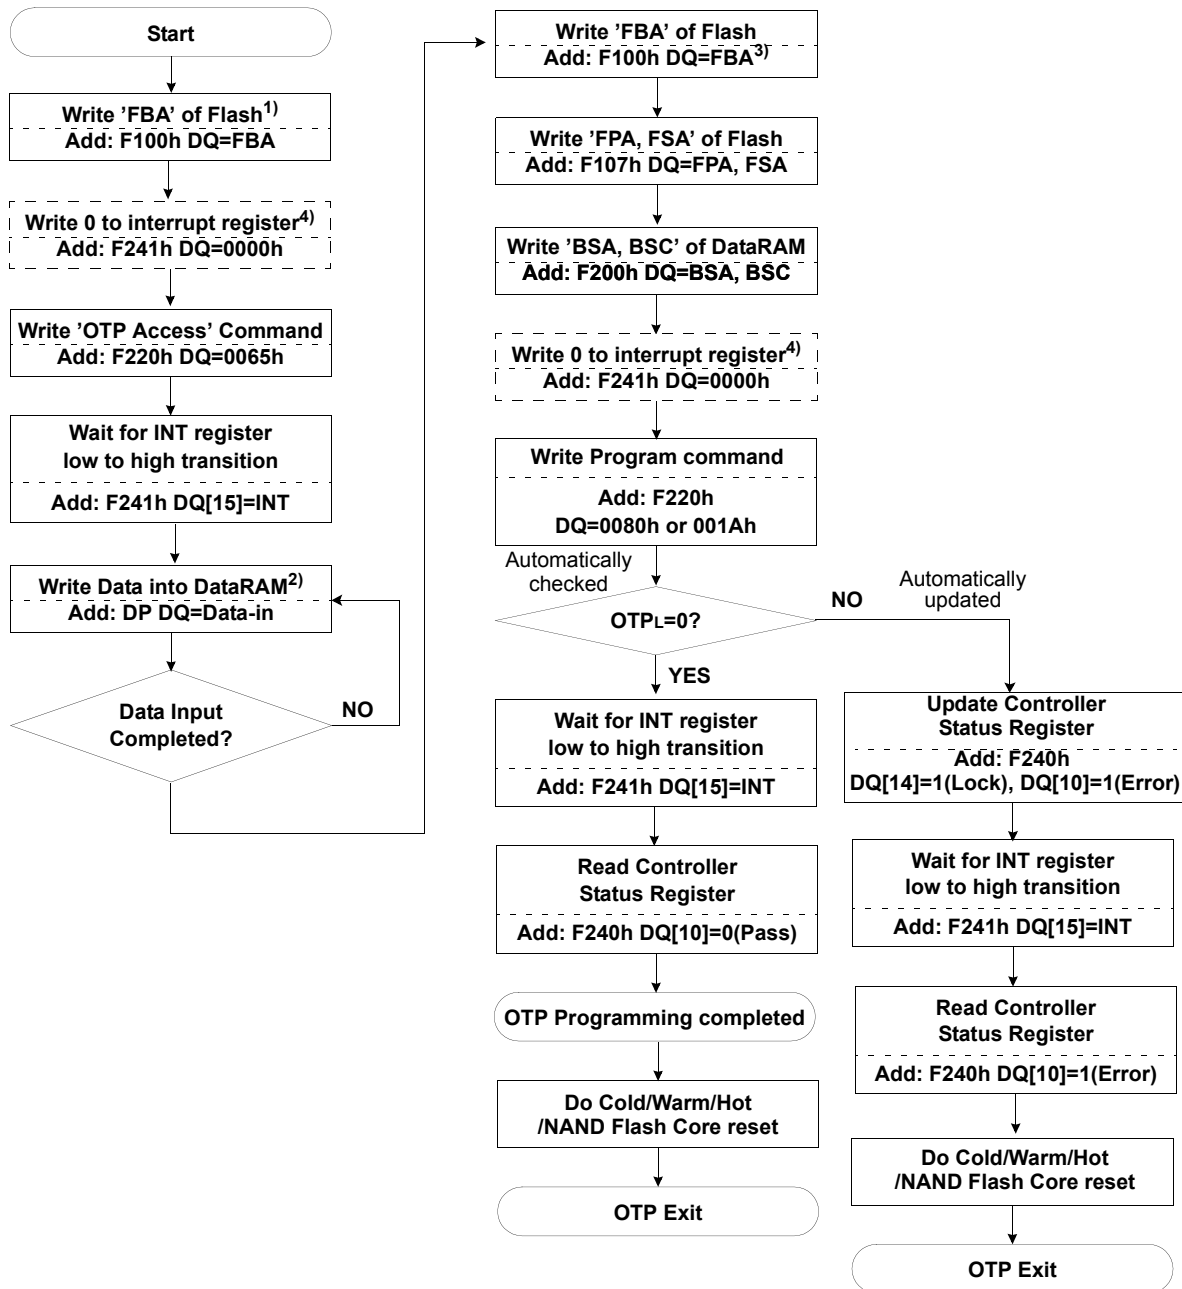 Start
Write ’FBA’ of Flash1)
Add: F100h DQ=FBA
Write 0 to interrupt register4)
Add: F241h DQ=0000h
Write ’OTP Access’ Command
Add: F220h DQ=0065h
Wait for INT register
low to high transition
Add: F241h DQ[15]=INT
Write Data into DataRAM2)
Add: DP DQ=Data-in
Data Input
Completed?
NO
Write ’FBA’ of Flash
Add: F100h DQ=FBA3)
Write ’FPA, FSA’ of Flash
Add: F107h DQ=FPA, FSA
Write ’BSA, BSC’ of DataRAM
Add: F200h DQ=BSA, BSC
Write 0 to interrupt register4)
Add: F241h DQ=0000h
Write Program command
Add: F220h
DQ=0080h or 001Ah
Automatically
checked
OTPL=0?
YES
Wait for INT register
low to high transition
Add: F241h DQ[15]=INT
Read Controller
Status Register
Add: F240h DQ[10]=0(Pass)
OTP Programming completed
Do Cold/Warm/Hot
/NAND Flash Core reset
OTP Exit
NO
Automatically
updated
Update Controller
Status Register
Add: F240h
DQ[14]=1(Lock), DQ[10]=1(Error)
Wait for INT register
low to high transition
Add: F241h DQ[15]=INT
Read Controller
Status Register
Add: F240h DQ[10]=1(Error)
Do Cold/Warm/Hot
/NAND Flash Core reset
OTP Exit